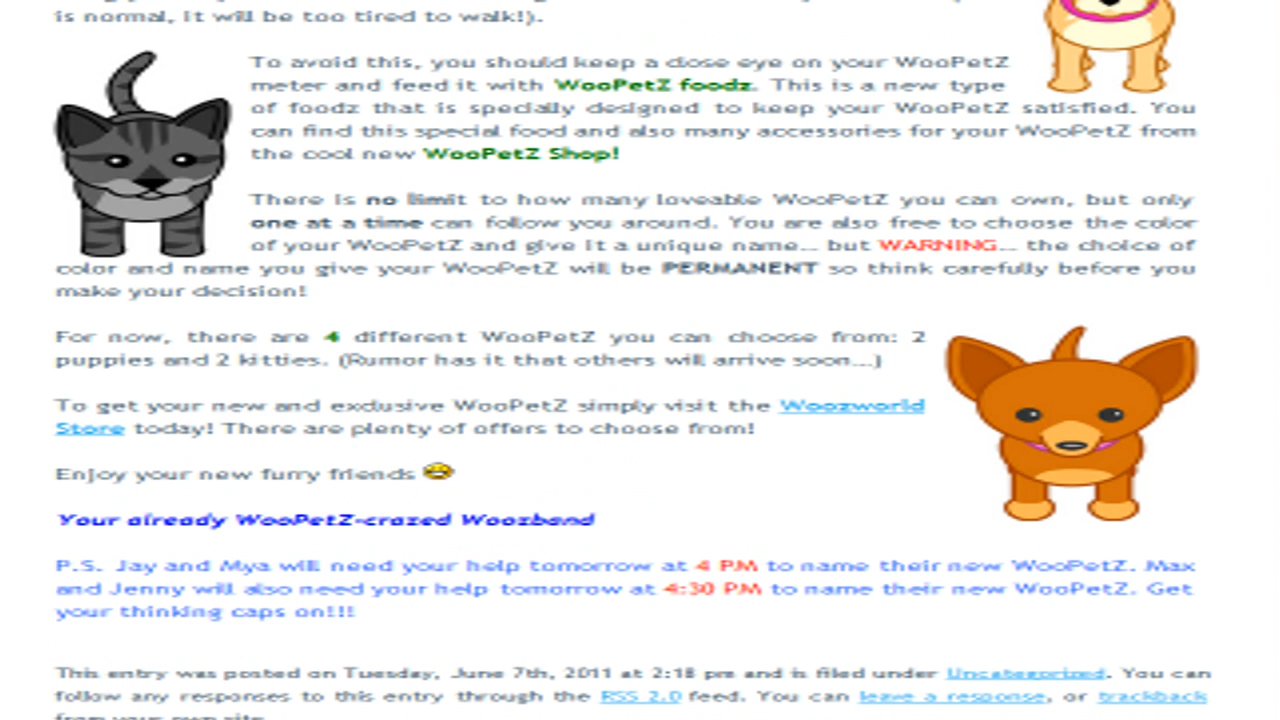 is normal, it will be too tired to walk!).
To avoid this, you should keep a close eye on your WooPetZ
meter and feed it with WooPetZ foodz. This is a new type
of foodz that is specially designed to keep your WooPetZ satisfied. You
can find this special food and also many accessories for your WooPetZ from
the cool new WooPetZ Shop!
There is no limit to how many loveable WooPetZ you can own, but only
one at a time can follow you around. You are also free to choose the color
of your WooPetZ and give it a unique name... but WARNING... the choice of
color and name you give your WooPetZ will be PERMANENT so think carefully before you
make your decision!
For now, there are 4 different WooPetZ you can choose from: 2
puppies and 2 kitties. (Rumor has it that others will arrive soon...)
To get your new and exclusive WooPetZ simply visit the Woozworld
Store today! There are plenty of offers to choose from!
Enjoy your new furry friends
Your already WooPetZ-crazed Woozband
P.S. Jay and Mya will need your help tomorrow at 4 PM to name their new WooPetZ. Max
and Jenny will also need your help tomorrow at 4:30 PM to name their new WooPetZ. Get
your thinking caps on!!!
This entry was posted on Tuesday, June 7th, 2011 at 2:18 pm and is filed under Uncategorized. You can
follow any responses to this entry through the RSS 2.0 feed. You can leave a response, or trackback
from your own site.